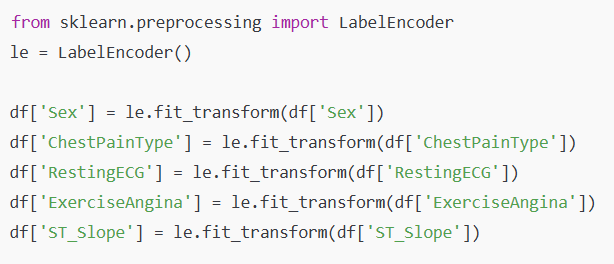 from sklearn.preprocessing import LabelEncoder
le = LabelEncoder()
df['Sex'] = le.fit_transform(df['Sex'])
df['ChestPainType'] = le.fit_transform(df['ChestPainType'])
df['RestingECG'] = le.fit_transform(df['RestingECG'])
df['ExerciseAngina'] = le.fit_transform(df['ExerciseAngina'])
df['ST_Slope'] = le.fit_transform(df['ST_Slope'])